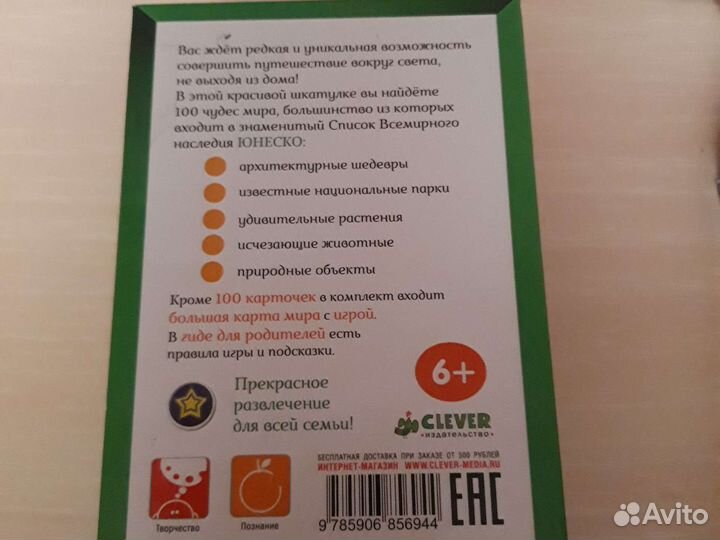 Вас ждёт редкая и уникальная возможность
совершить путешествие вокруг света,
не выходя из дома!
В этой красивой шкатулке вы найдёте
100 чудес мира, большинство из которых
входит в знаменитый Список Всемирного
наследия ЮНЕСКО:
архитектурные шедевры
известные национальные парки
удивительные растения
исчезающие животные
природные объекты
Кроме 100 карточек в комплект входит
большая карта мира с игрой.
В гиде для родителей есть
правила игры и подсказки.
6+
Прекрасное
развлечение
для всей семьи!
CLEVER
издательство
БЕСПЛАТНАЯ ДОСТАВКА ПРИ ЗАКАЗЕ ОТ 300 РУБЛЕЙ
ИНТЕРНЕТ-МАГАЗИН WWW.CLEVER-MEDIA.RU
Творчество
Познание
9 785906 856944
EAC
Avito